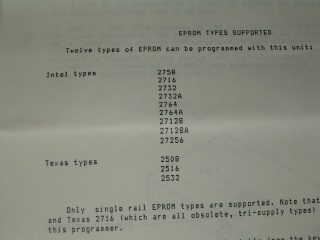 EPROM TYPES SUPPORTED
Twelve types of EPROM can be programmed with this unit:
Intel types 2758
2716
2732
2732A
2764
2764A
27128
27128A
27256
Texas types 2508
2516
2532
Only single rail EPROM types are supported. Note that
and Texas 2716 (which are all obsolete, tri-supply types)
this programmer.